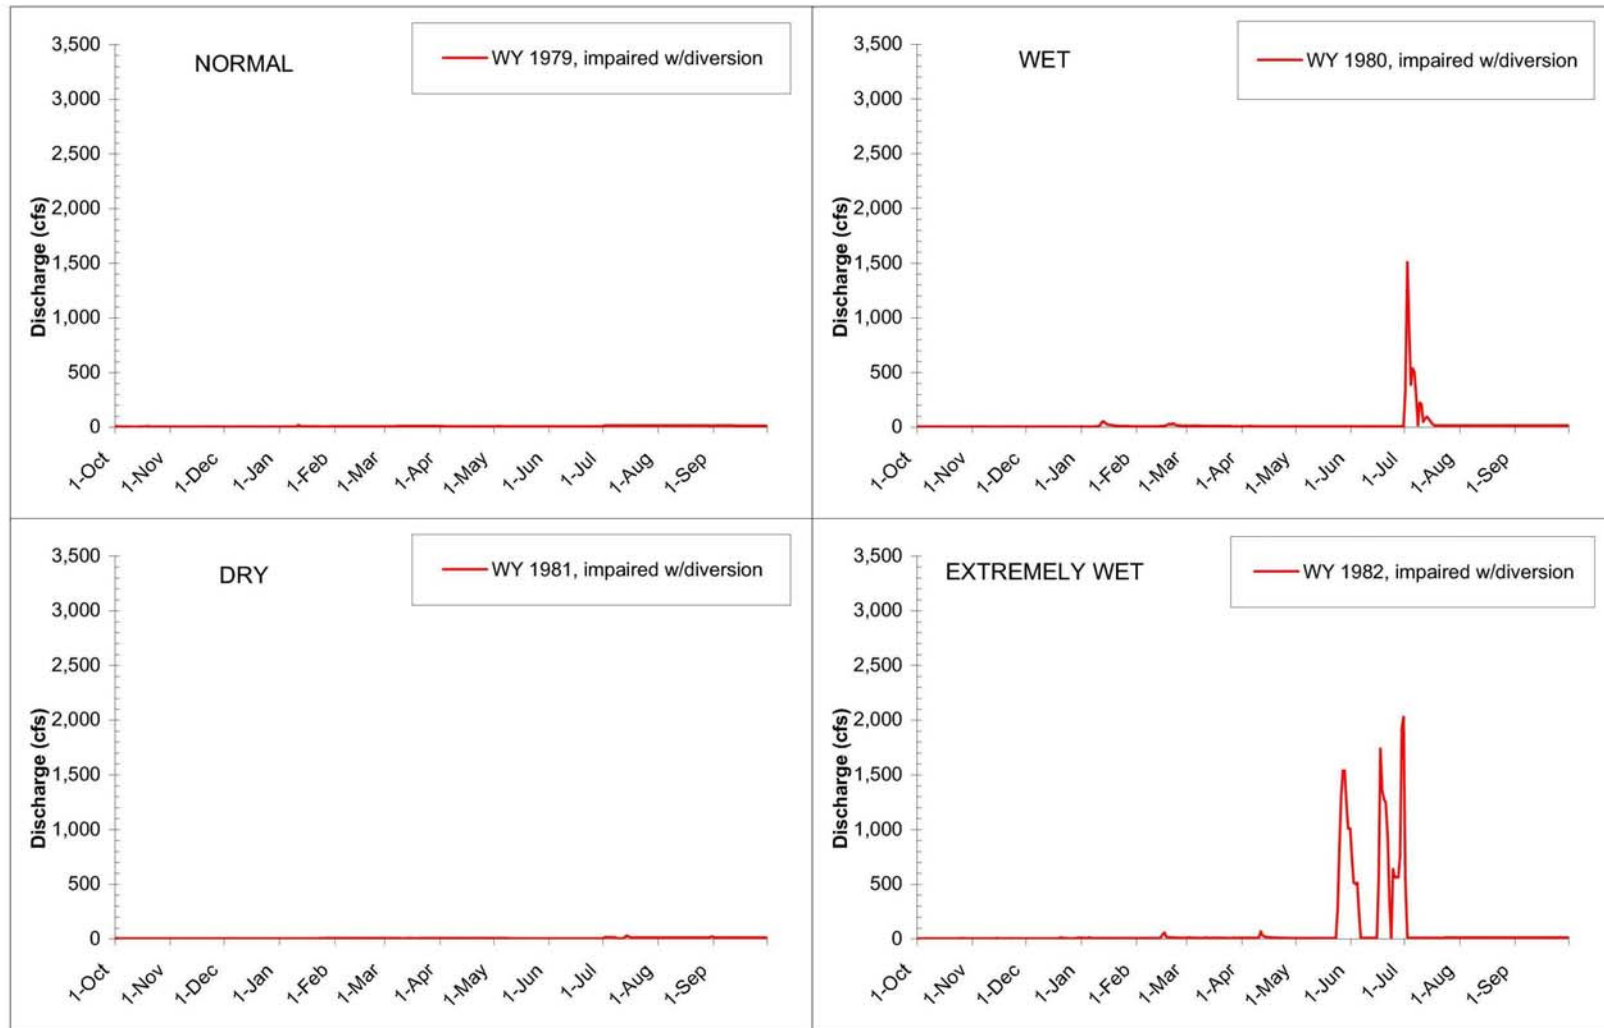 NORMAL
WY 1979, impaired w/diversion
3,500
3,000
2,500
2,000
1,500
1,000
500
0
Discharge (cfs)
1-Oct
1-Nov
1-Dec
1-Jan
1-Feb
1-Mar
1-Apr
1-May
1-Jun
1-Jul
1-Aug
1-Sep
WET
WY 1980, impaired w/diversion
3,500
3,000
2,500
2,000
1,500
1,000
500
0
Discharge (cfs)
1-Oct
1-Nov
1-Dec
1-Jan
1-Feb
1-Mar
1-Apr
1-May
1-Jun
1-Jul
1-Aug
1-Sep
DRY
WY 1981, impaired w/diversion
3,500
3,000
2,500
2,000
1,500
1,000
500
0
Discharge (cfs)
1-Oct
1-Nov
1-Dec
1-Jan
1-Feb
1-Mar
1-Apr
1-May
1-Jun
1-Jul
1-Aug
1-Sep
EXTREMELY WET
WY 1982, impaired w/diversion
3,500
3,000
2,500
2,000
1,500
1,000
500
0
Discharge (cfs)
1-Oct
1-Nov
1-Dec
1-Jan
1-Feb
1-Mar
1-Apr
1-May
1-Jun
1-Jul
1-Aug
1-Sep